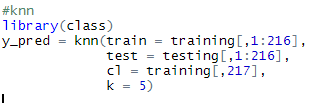 #knn
library(class)
y_pred = knn(train = training[,1:216],
test = testing[,1:216],
cl = training[,217],
k = 5)